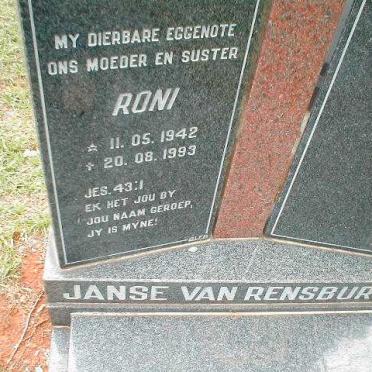 MY DIERBARE EGGENOTE
ONS MOEDER EN SUSTER
RONI
☆ 11. 05. 1942
✝ 20. 08. 1993
JES. 43:1
EK HET JOU BY
JOU NAAM GEROEP,
JY IS MYNE!
JANSE VAN RENSBUR